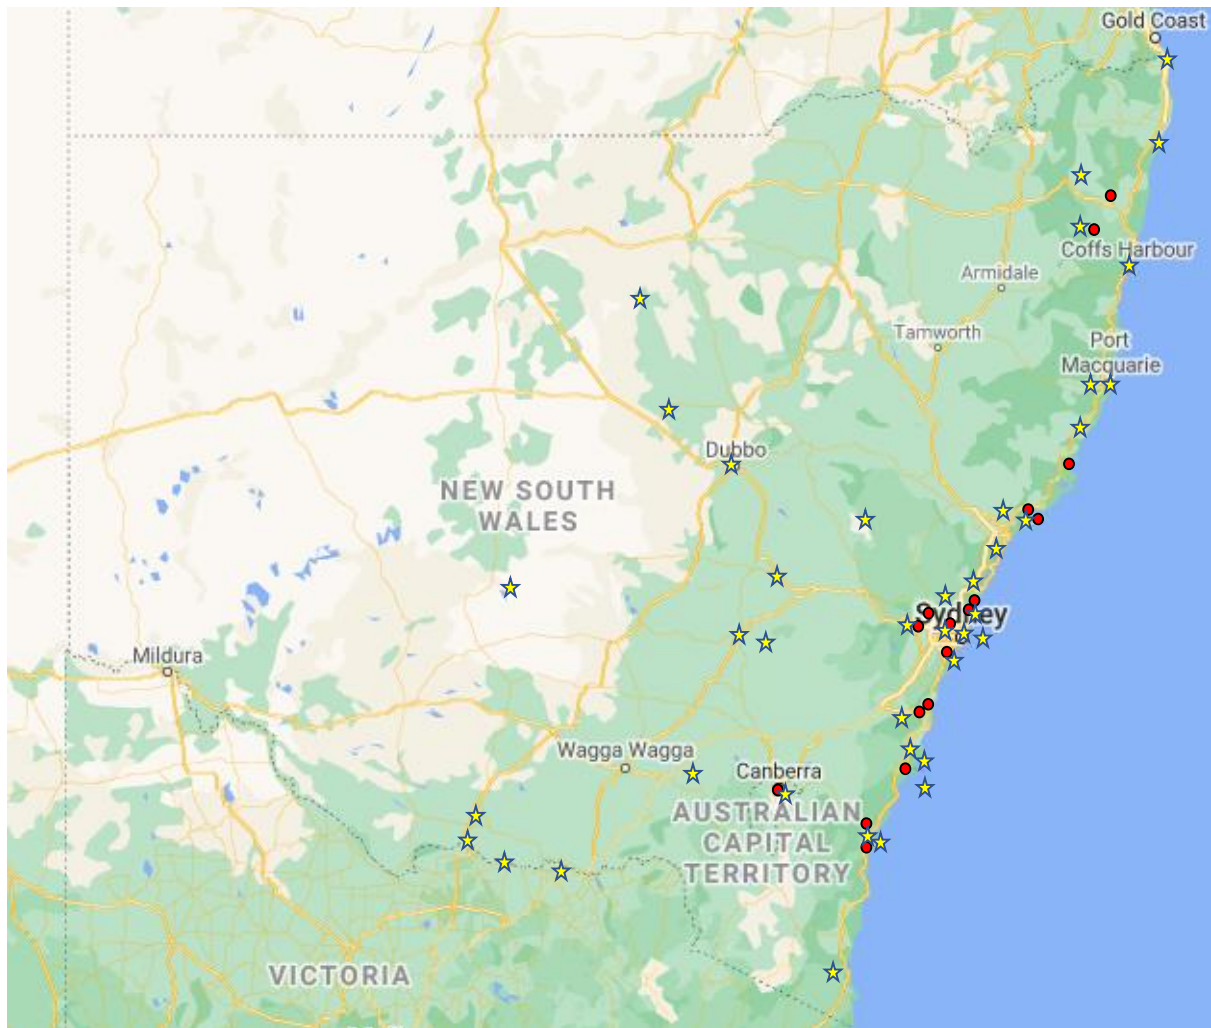 Gold Coast
Coffs Harbour
Armidale
Tamworth
Port
Macquarie
Dubbo
NEW SOUTH
WALES
Sydney
Mildura
Wagga Wagga
Canberra
AUSTRALIAN
CAPITAL
TERRITORY
VICTORIA